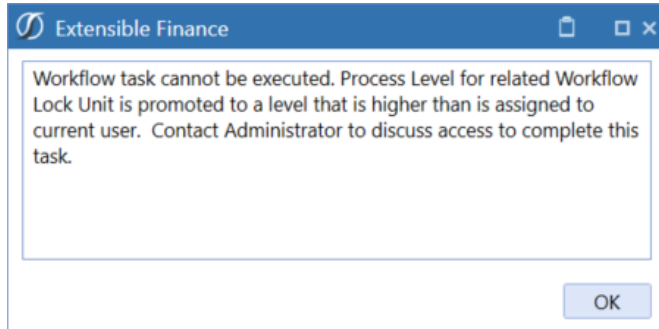 Extensible Finance
Workflow task cannot be executed. Process Level for related Workflow
Lock Unit is promoted to a level that is higher than is assigned to
current user.  Contact Administrator to discuss access to complete this
task.
OK